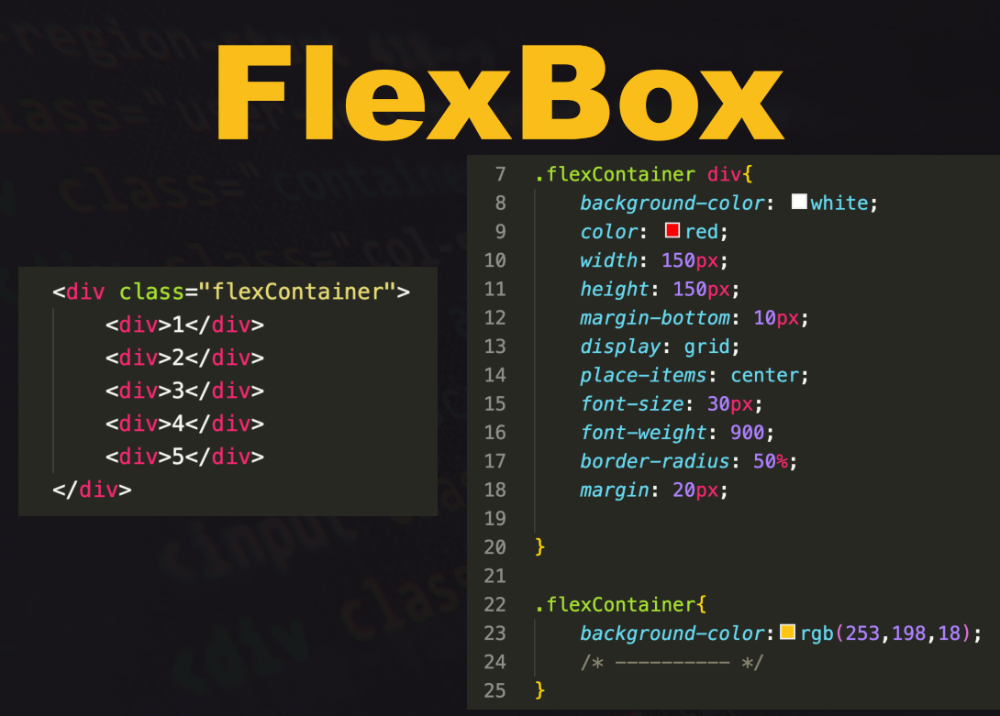 FlexBox
<div class="flexContainer">
<div>1</div>
<div>2</div>
<div>3</div>
<div>4</div>
<div>5</div>
</div>
7 .flexContainer div{
8 background-color: white;
9 color: red;
10 width: 150px;
11 height: 150px;
12 margin-bottom: 10px;
13 display: grid;
14 place-items: center;
15 font-size: 30px;
16 font-weight: 900;
17 border-radius: 50%;
18 margin: 20px;
19
20 }
21
22 .flexContainer{
23 background-color: rgb(253,198,18);
24 /* ---------- */
25 }